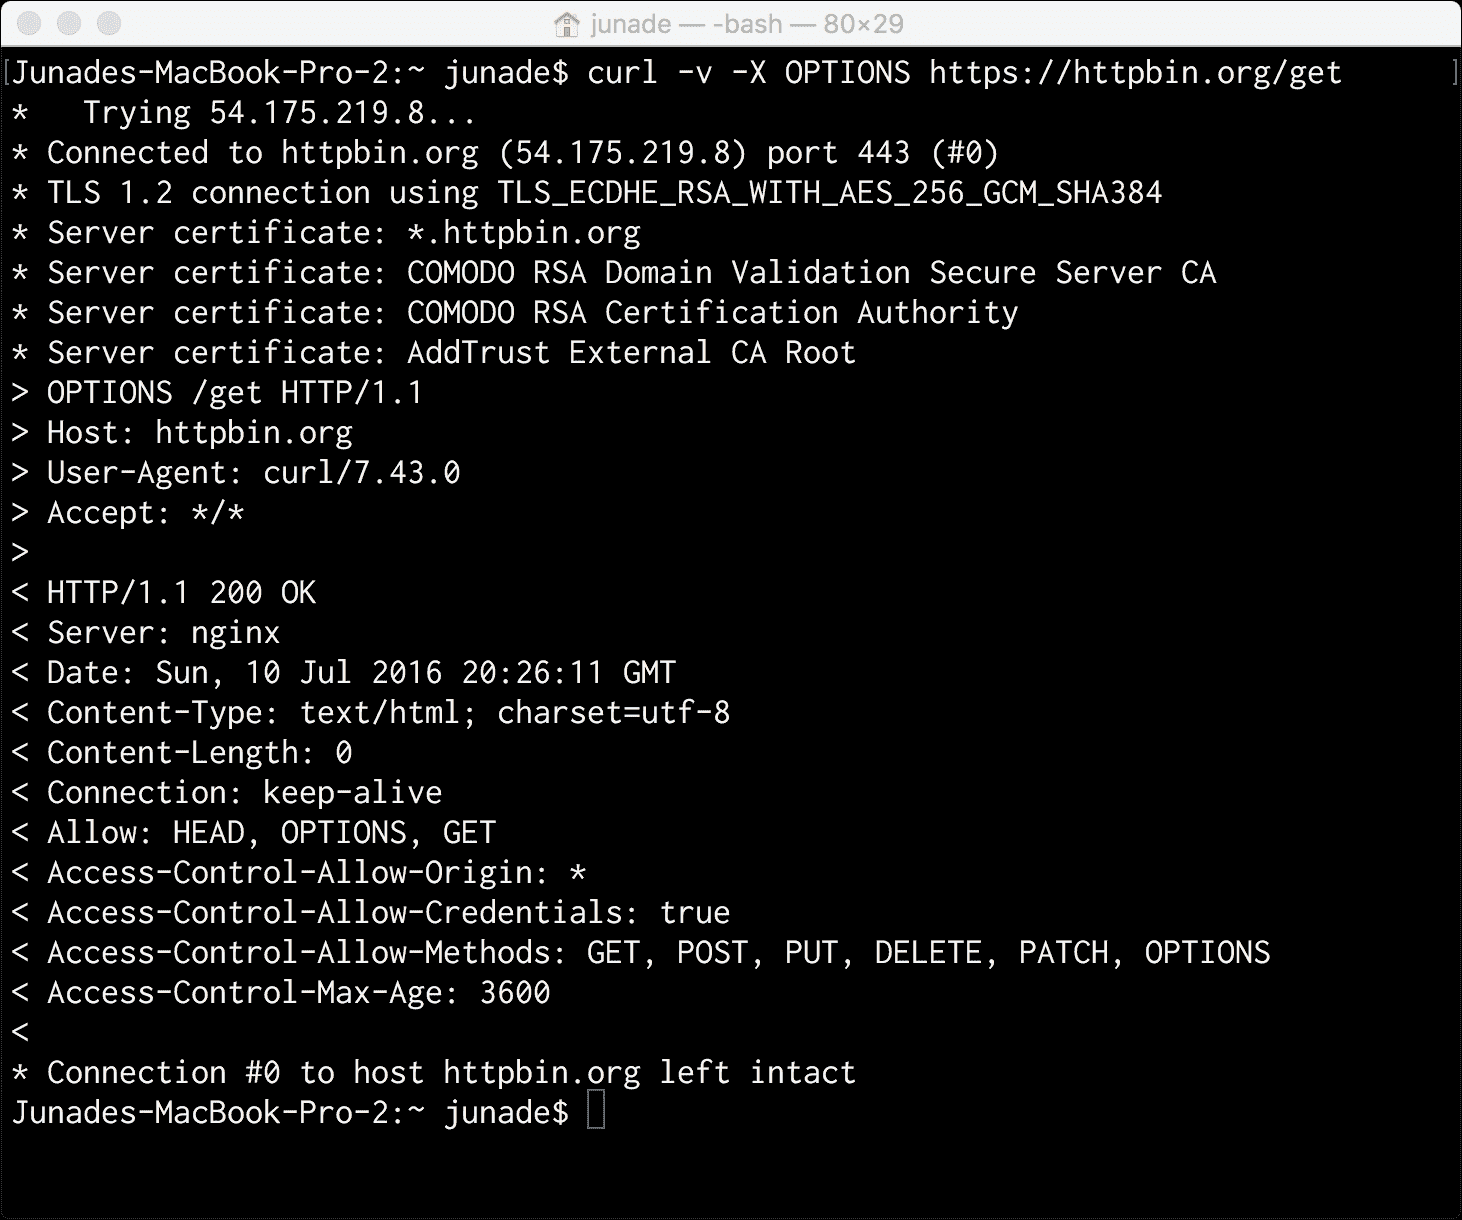 junade — -bash — 80×29
[Junades-MacBook-Pro-2:~ junade$ curl -v -X OPTIONS https://httpbin.org/get ]
*   Trying 54.175.219.8...
* Connected to httpbin.org (54.175.219.8) port 443 (#0)
* TLS 1.2 connection using TLS_ECDHE_RSA_WITH_AES_256_GCM_SHA384
* Server certificate: *.httpbin.org
* Server certificate: COMODO RSA Domain Validation Secure Server CA
* Server certificate: COMODO RSA Certification Authority
* Server certificate: AddTrust External CA Root
> OPTIONS /get HTTP/1.1
> Host: httpbin.org
> User-Agent: curl/7.43.0
> Accept: */*
>
< HTTP/1.1 200 OK
< Server: nginx
< Date: Sun, 10 Jul 2016 20:26:11 GMT
< Content-Type: text/html; charset=utf-8
< Content-Length: 0
< Connection: keep-alive
< Allow: HEAD, OPTIONS, GET
< Access-Control-Allow-Origin: *
< Access-Control-Allow-Credentials: true
< Access-Control-Allow-Methods: GET, POST, PUT, DELETE, PATCH, OPTIONS
< Access-Control-Max-Age: 3600
<
* Connection #0 to host httpbin.org left intact
Junades-MacBook-Pro-2:~ junade$